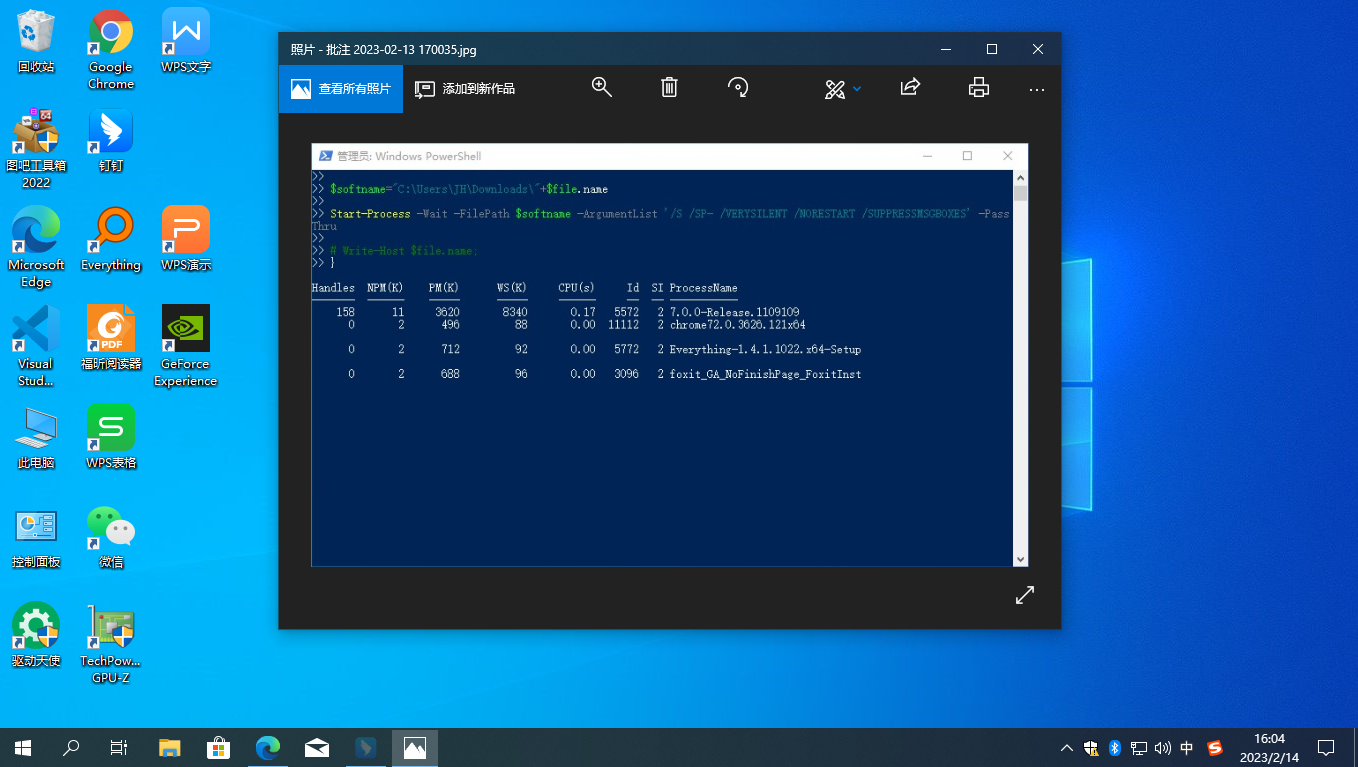 回收站
Google
Chrome
WPS文字
图吧工具箱
2022
钉钉
Microsoft
Edge
Everything
WPS演示
Visual
Stud...
福昕阅读器
GeForce
Experience
此电脑
WPS表格
控制面板
微信
驱动天使
TechPow...
GPU-Z
照片 - 批注 2023-02-13 170035.jpg
查看所有照片
添加到新作品
管理员: Windows PowerShell
>>
>> $softname="C:\Users\JH\Downloads\"+$file.name
>>
>> Start-Process -Wait -FilePath $softname -ArgumentList '/S /SP- /VERYSILENT /NORESTART /SUPPRESSMSGBOXES' -Pass
Thru
>>
>> # Write-Host $file.name;
>> }
Handles NPM(K) PM(K) WS(K) CPU(s) Id SI ProcessName
158 11 3620 8340 0.17 5572 2 7.0.0-Release.1109109
0 2 496 88 0.00 11112 2 chrome72.0.3626.121x64
0 2 712 92 0.00 5772 2 Everything-1.4.1.1022.x64-Setup
0 2 688 96 0.00 3096 2 foxit_GA_NoFinishPage_FoxitInst
中
16:04
2023/2/14